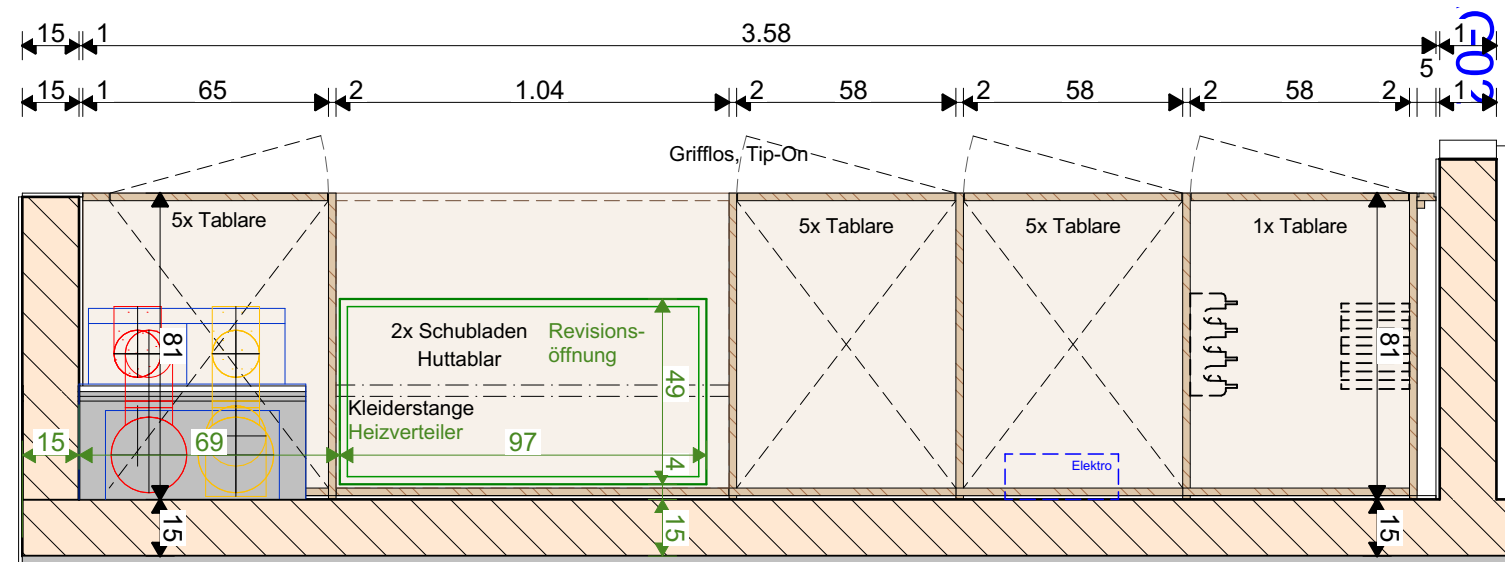 15 1 3.58 1
5
15 1 65 2 1.04 2 58 2 58 2 58 2 1
Grifflos, Tip-On
5x Tablare
5x Tablare
5x Tablare
1x Tablare
81
2x Schubladen
Huttablar
Revisions-
öffnung
49
81
Kleiderstange
Heizverteiler
15 69 97
4
Elektro
15
15
15